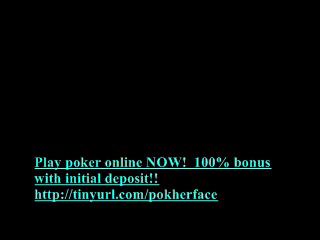 Play poker online NOW!  100% bonus
with initial deposit!!
http://tinyurl.com/pokherface